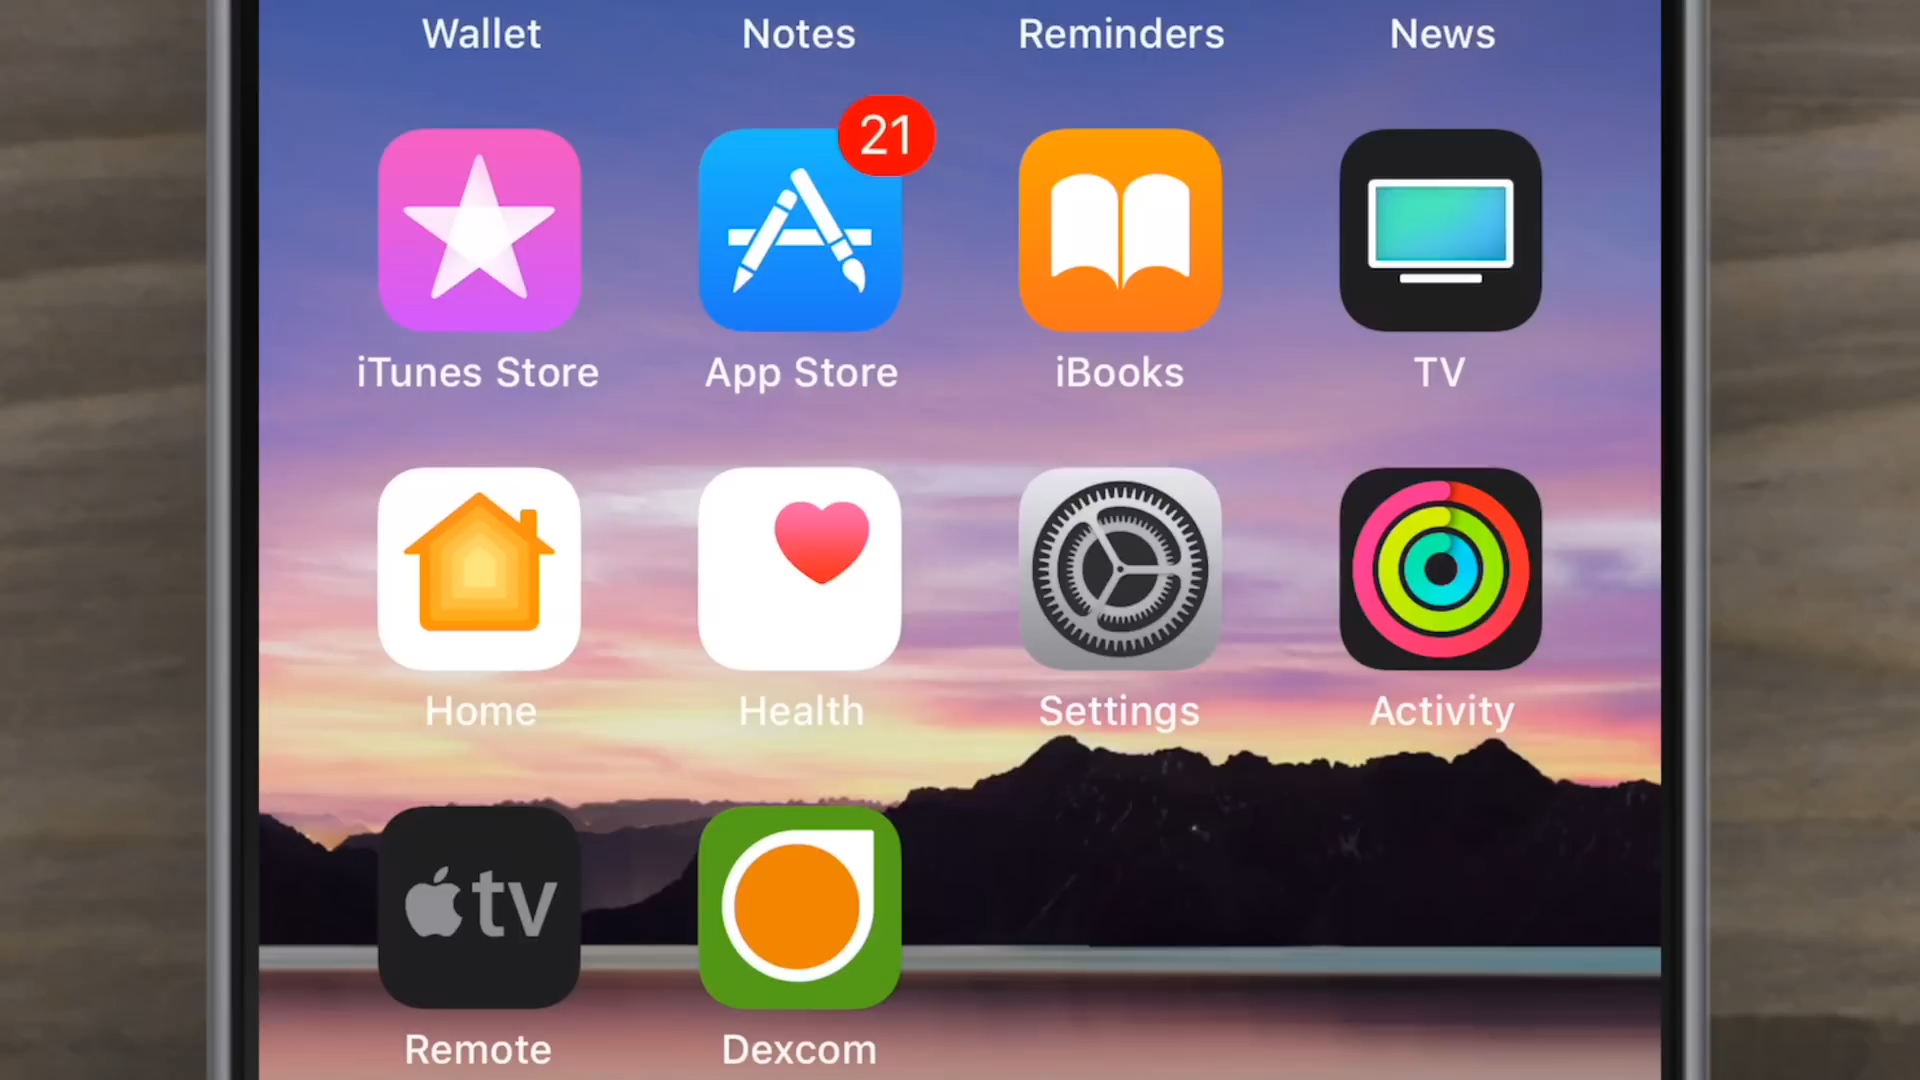 Wallet Notes Reminders News
21
iTunes Store App Store iBooks TV
Home Health Settings Activity
tv
Remote Dexcom